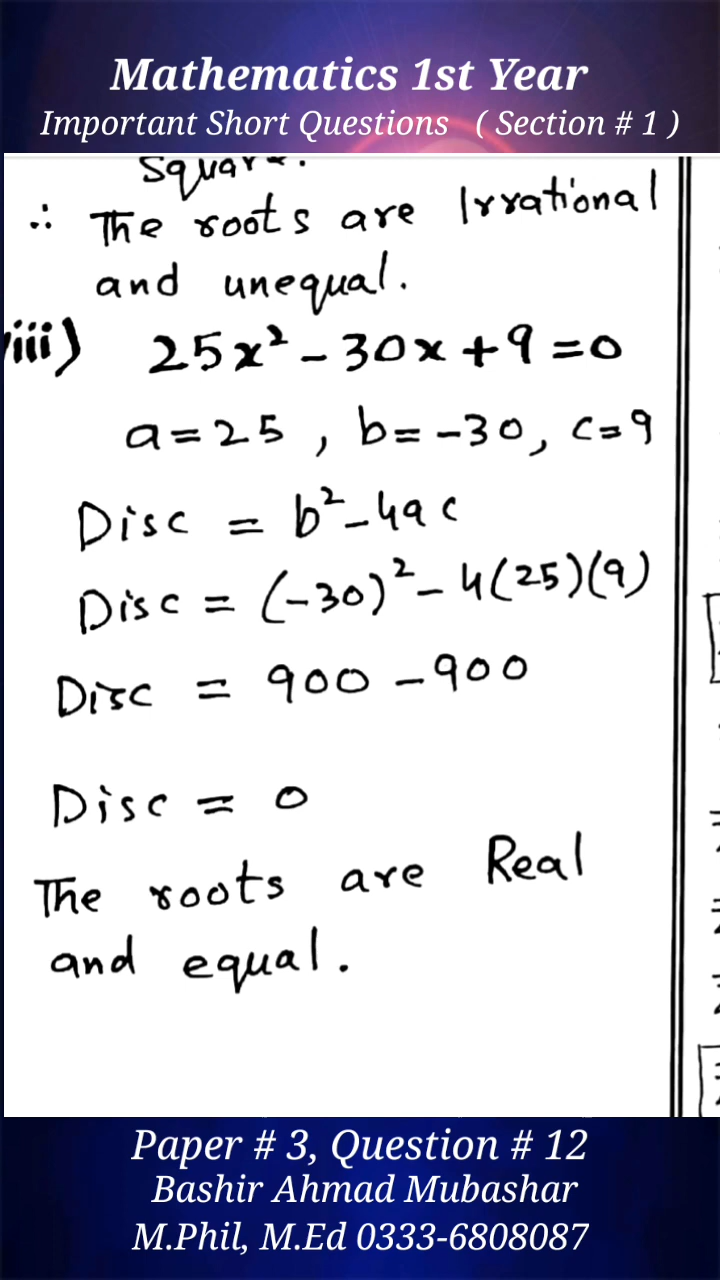 Mathematics 1st Year
Important Short Questions ( Section # 1 )
Square.
∴ The roots are Irrational
and unequal.
iii) 25x² - 30x + 9 = 0
a = 25 , b = -30, c = 9
Disc = b² - 4ac
Disc = (-30)² - 4(25)(9)
Disc = 900 - 900
Disc = 0
The roots are Real
and equal.
Paper # 3, Question # 12
Bashir Ahmad Mubashar
M.Phil, M.Ed 0333-6808087